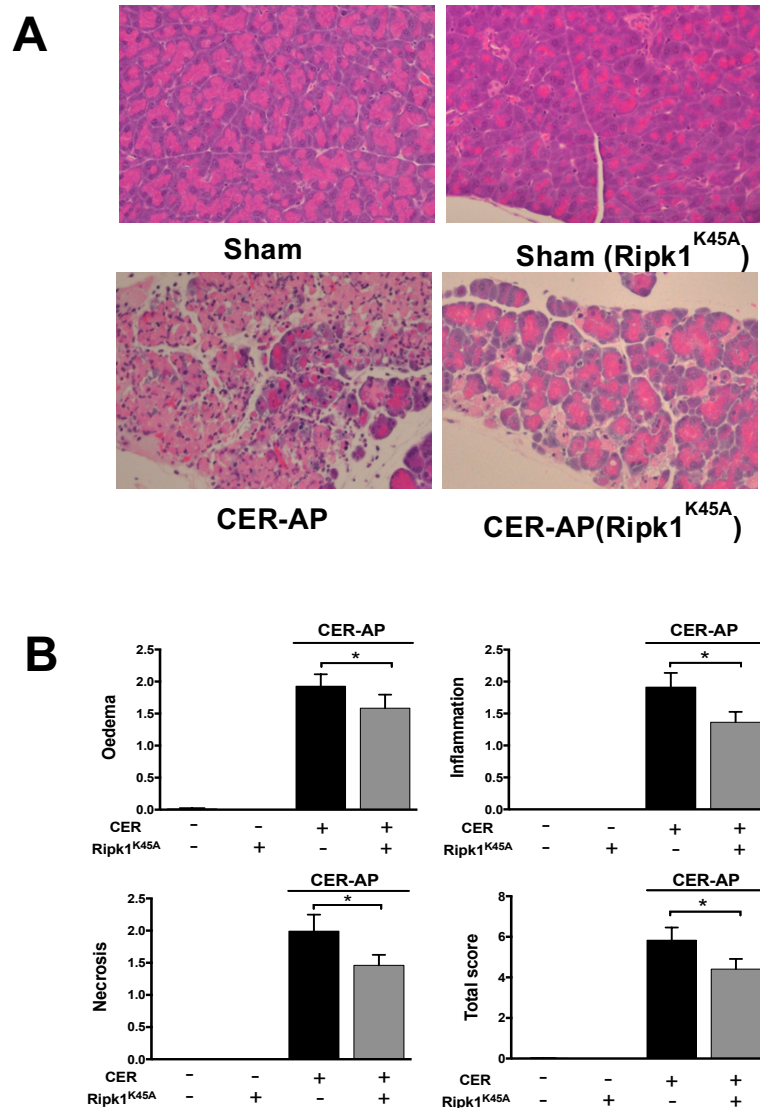 A
Sham
Sham (Ripk1K45A)
CER-AP
CER-AP(Ripk1K45A)
B
CER-AP
*
Oedema
2.5
2.0
1.5
1.0
0.5
0.0
CER - - + +
Ripk1K45A - + - +
CER-AP
*
Inflammation
2.5
2.0
1.5
1.0
0.5
0.0
CER - - + +
Ripk1K45A - + - +
CER-AP
*
Necrosis
2.5
2.0
1.5
1.0
0.5
0.0
CER - - + +
Ripk1K45A - + - +
CER-AP
*
Total score
8
6
4
2
0
CER - - + +
Ripk1K45A - + - +